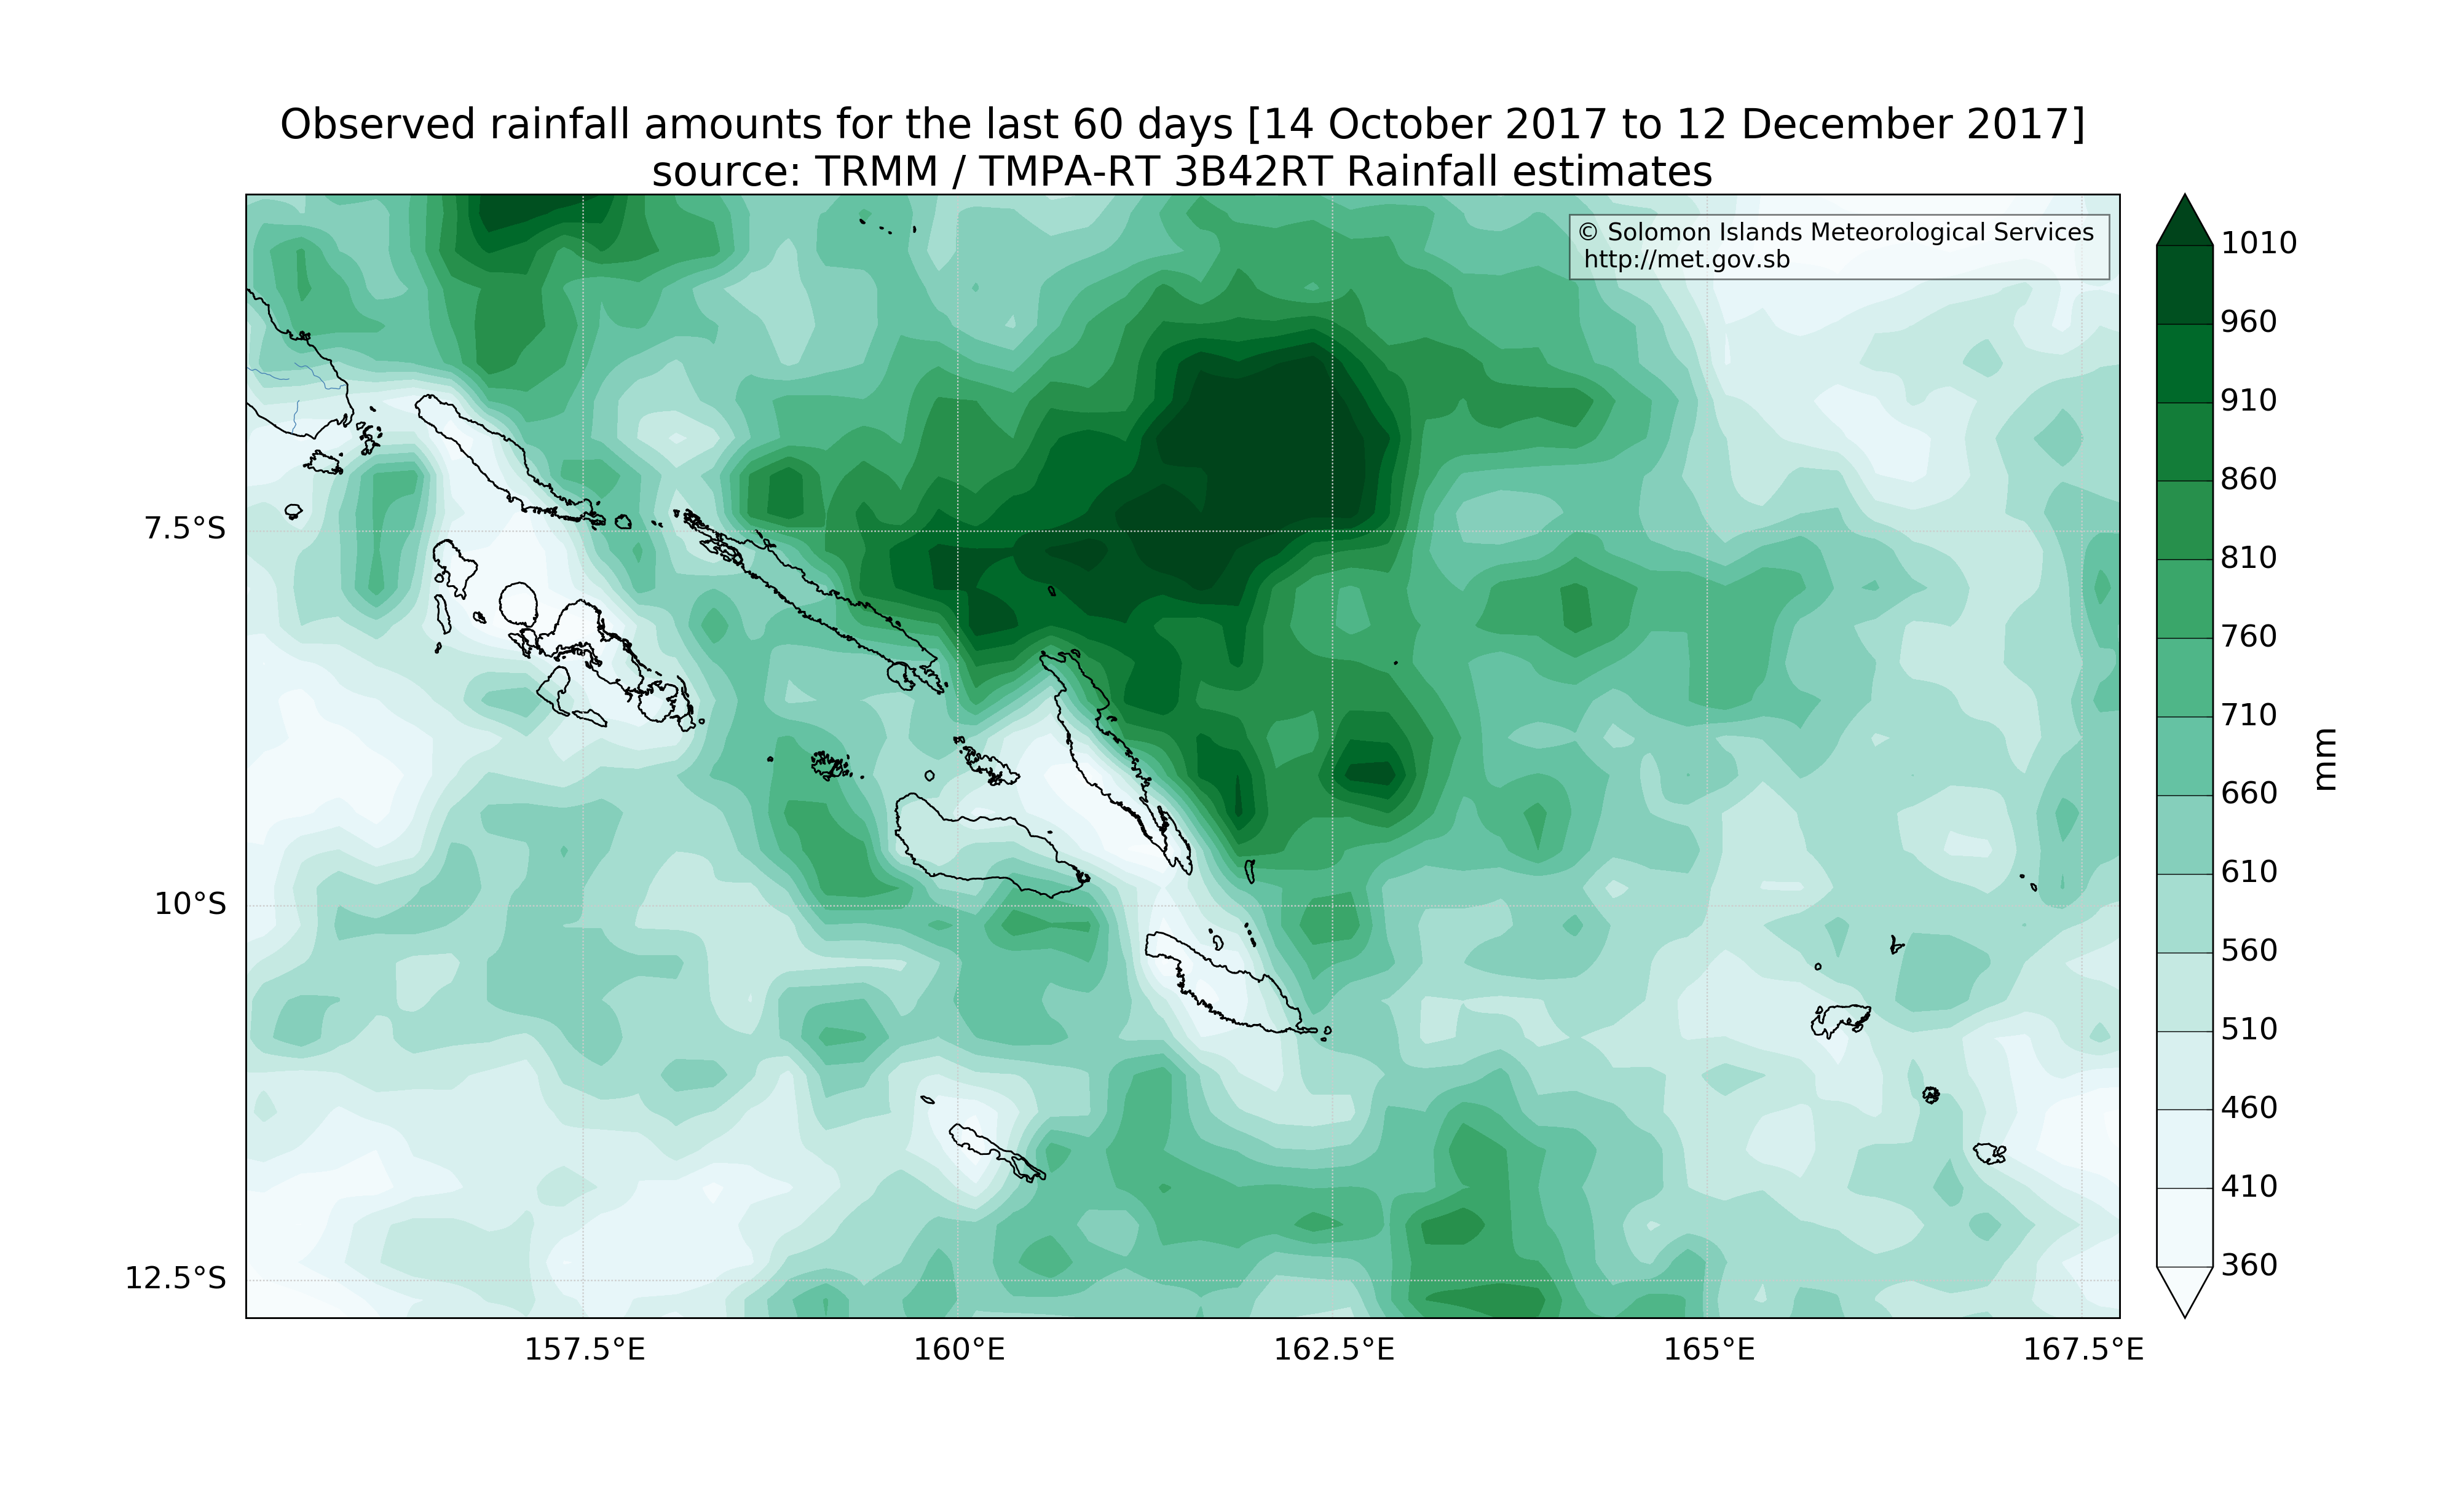 Observed rainfall amounts for the last 60 days [14 October 2017 to 12 December 2017]
source: TRMM / TMPA-RT 3B42RT Rainfall estimates
© Solomon Islands Meteorological Services
http://met.gov.sb
7.5°S
10°S
12.5°S
157.5°E
160°E
162.5°E
165°E
167.5°E
1010
960
910
860
810
760
710
660
610
560
510
460
410
360
mm